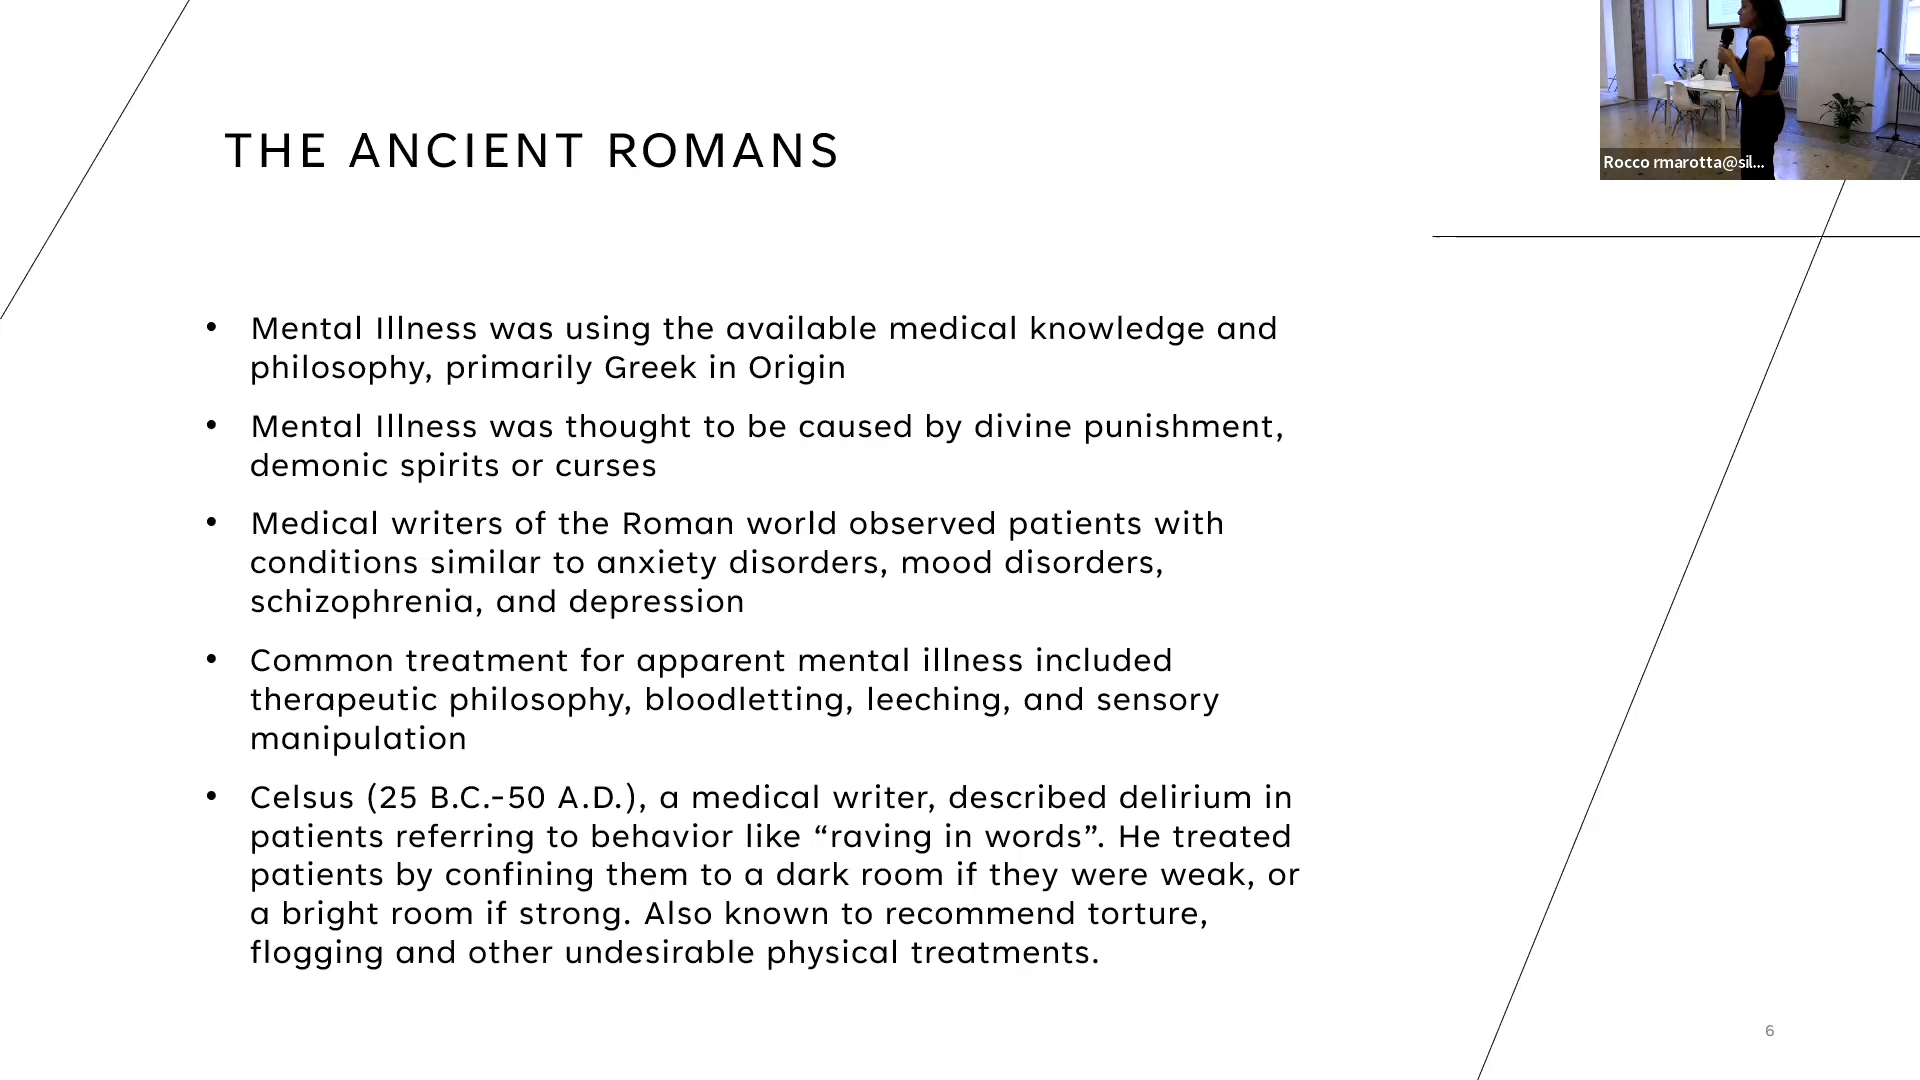 Rocco rmarotta@sil...
THE ANCIENT ROMANS
• Mental Illness was using the available medical knowledge and
philosophy, primarily Greek in Origin
• Mental Illness was thought to be caused by divine punishment,
demonic spirits or curses
• Medical writers of the Roman world observed patients with
conditions similar to anxiety disorders, mood disorders,
schizophrenia, and depression
• Common treatment for apparent mental illness included
therapeutic philosophy, bloodletting, leeching, and sensory
manipulation
• Celsus (25 B.C.-50 A.D.), a medical writer, described delirium in
patients referring to behavior like “raving in words”. He treated
patients by confining them to a dark room if they were weak, or
a bright room if strong. Also known to recommend torture,
flogging and other undesirable physical treatments.
6